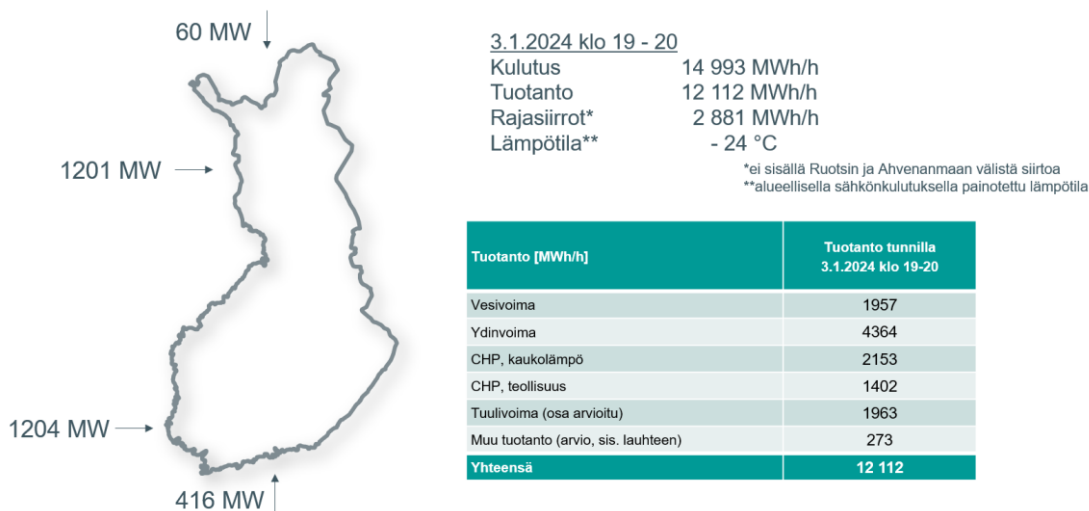 60 MW
1201 MW
1204 MW
416 MW
3.1.2024 klo 19 - 20
Kulutus 14 993 MWh/h
Tuotanto 12 112 MWh/h
Rajasiirrot* 2 881 MWh/h
Lämpötila** - 24 °C
*ei sisällä Ruotsin ja Ahvenanmaan välistä siirtoa
**alueellisella sähkönkulutuksella painotettu lämpötila
Tuotanto [MWh/h] Tuotanto tunnilla
3.1.2024 klo 19-20
Vesivoima 1957
Ydinvoima 4364
CHP, kaukolämpö 2153
CHP, teollisuus 1402
Tuulivoima (osa arvioitu) 1963
Muu tuotanto (arvio, sis. lauhteen) 273
Yhteensä 12 112